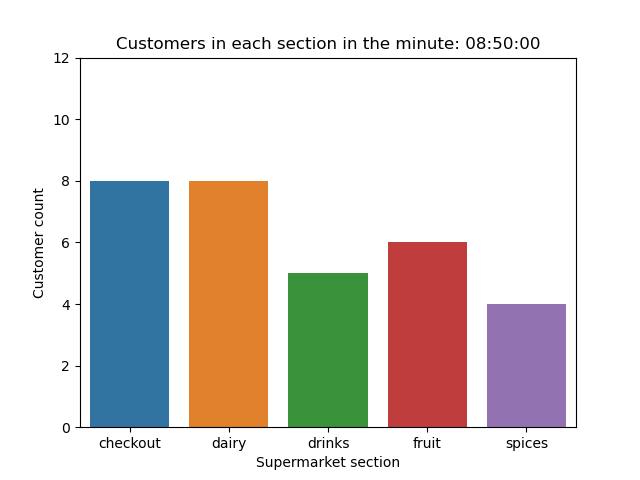 Customers in each section in the minute: 08:50:00
12
10
8
6
4
2
0
Customer count
checkout dairy drinks fruit spices
Supermarket section